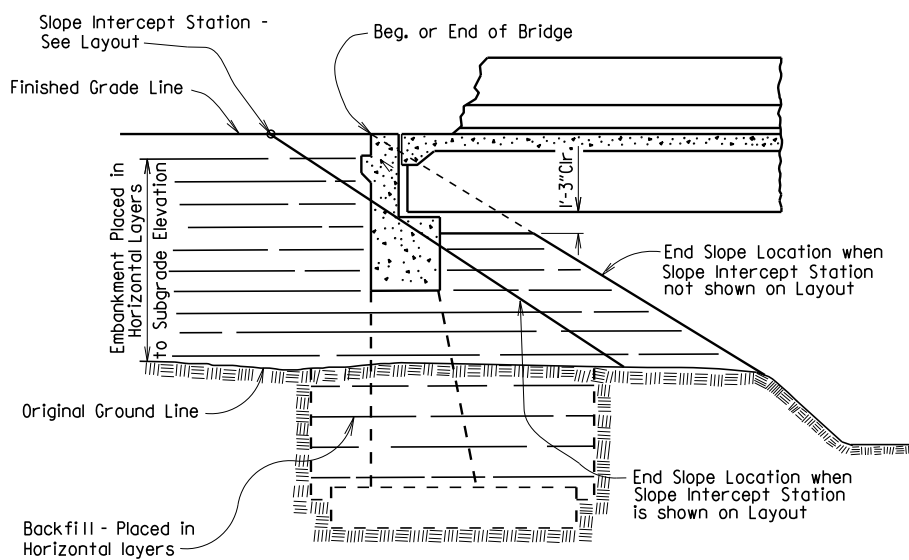 Slope Intercept Station -
See Layout
Beg. or End of Bridge
Finished Grade Line
1'-3"Clr
Embankment Placed in
Horizontal Layers
to Subgrade Elevation
End Slope Location when
Slope Intercept Station
not shown on Layout
Original Ground Line
End Slope Location when
Slope Intercept Station
is shown on Layout
Backfill - Placed in
Horizontal layers